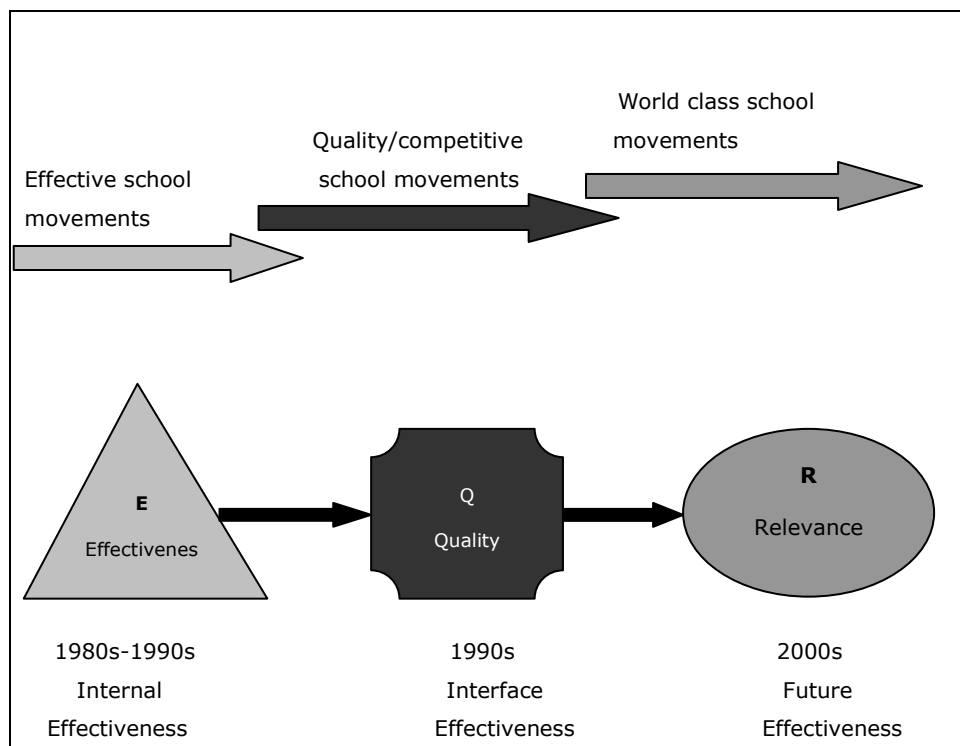 World class school
movements
Quality/competitive
school movements
Effective school
movements
E
Effectivenes
Q
Quality
R
Relevance
1980s-1990s
Internal
Effectiveness
1990s
Interface
Effectiveness
2000s
Future
Effectiveness